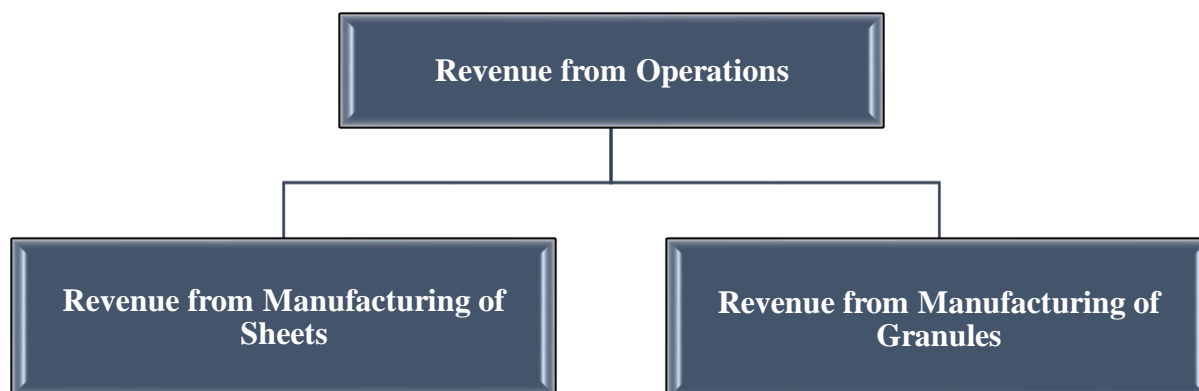 Revenue from Operations
Revenue from Manufacturing of
Sheets
Revenue from Manufacturing of
Granules